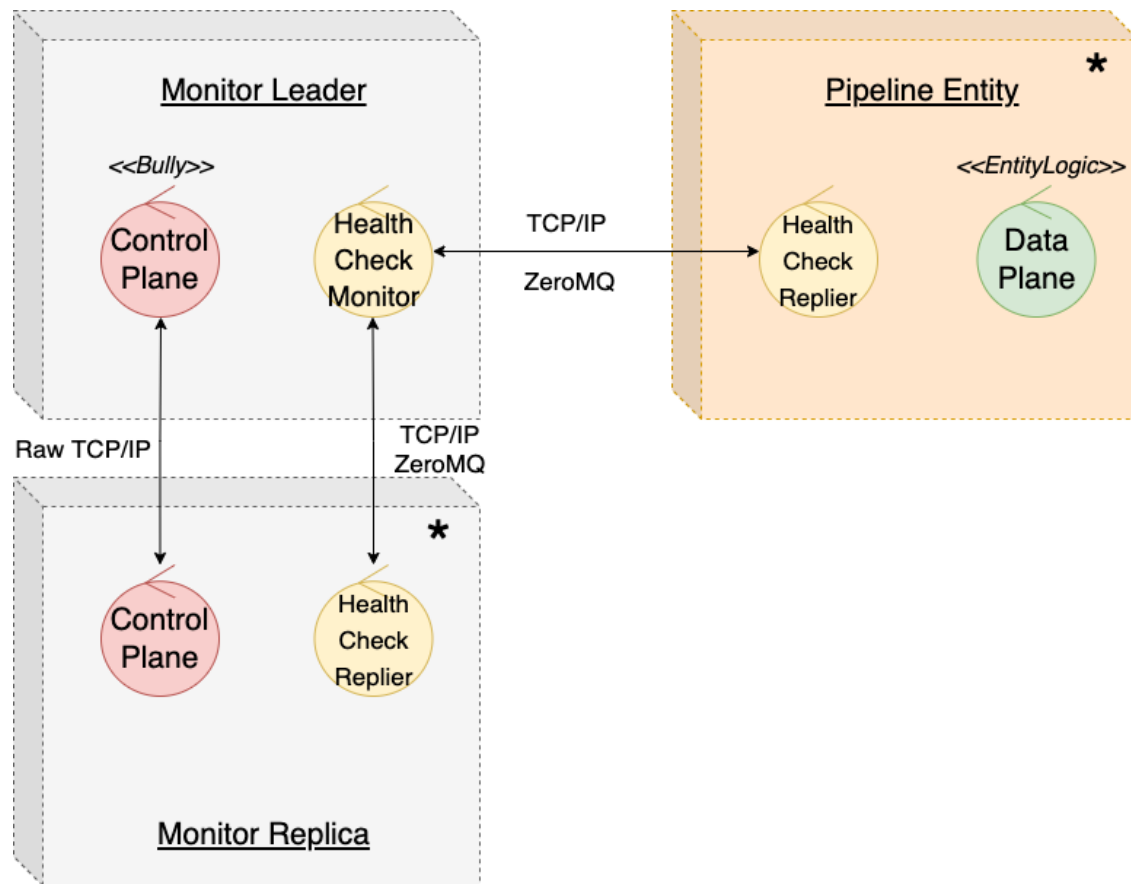 Monitor Leader
<<Bully>>
Control
Plane
Health
Check
Monitor
TCP/IP
ZeroMQ
Pipeline Entity
*
<<EntityLogic>>
Health
Check
Replier
Data
Plane
Raw TCP/IP
TCP/IP
ZeroMQ
*
Control
Plane
Health
Check
Replier
Monitor Replica